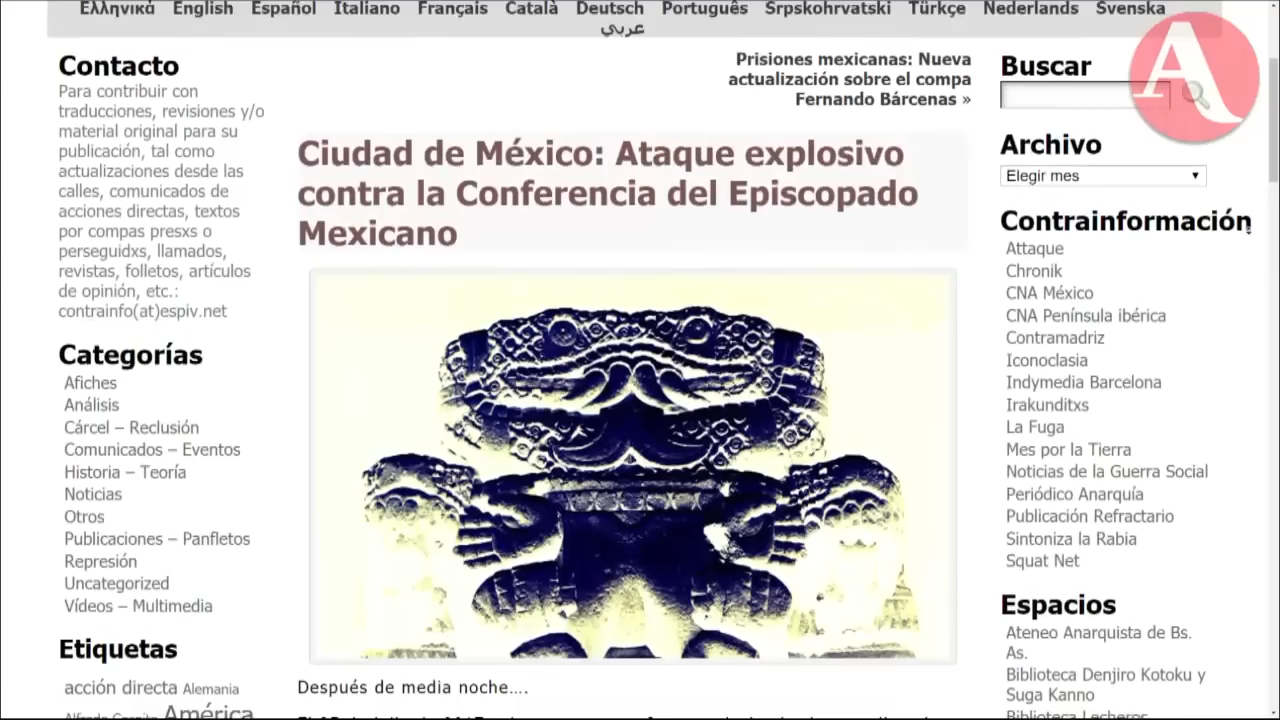 Ελληνικά English Español Italiano Français Català Deutsch Português Srpskohrvatski Türkçe Nederlands Svenska
عربي
Contacto
Para contribuir con
traducciones, revisiones y/o
material original para su
publicación, tal como
actualizaciones desde las
calles, comunicados de
acciones directas, textos
por compas presxs o
perseguidxs, llamados,
revistas, folletos, artículos
de opinión, etc.:
contrainfo(at)espiv.net
Categorías
Afiches
Análisis
Cárcel – Reclusión
Comunicados – Eventos
Historia – Teoría
Noticias
Otros
Publicaciones – Panfletos
Represión
Uncategorized
Vídeos – Multimedia
Etiquetas
acción directa Alemania
América
Prisiones mexicanas: Nueva
actualización sobre el compa
Fernando Bárcenas »
Ciudad de México: Ataque explosivo
contra la Conferencia del Episcopado
Mexicano
Después de media noche....
Buscar
A
Archivo
Elegir mes
Contrainformación
Attaque
Chronik
CNA México
CNA Península ibérica
Contramadriz
Iconoclasia
Indymedia Barcelona
Irakunditxs
La Fuga
Mes por la Tierra
Noticias de la Guerra Social
Periódico Anarquía
Publicación Refractario
Sintoniza la Rabia
Squat Net
Espacios
Ateneo Anarquista de Bs.
As.
Biblioteca Denjiro Kotoku y
Suga Kanno
Biblioteca Lecheros